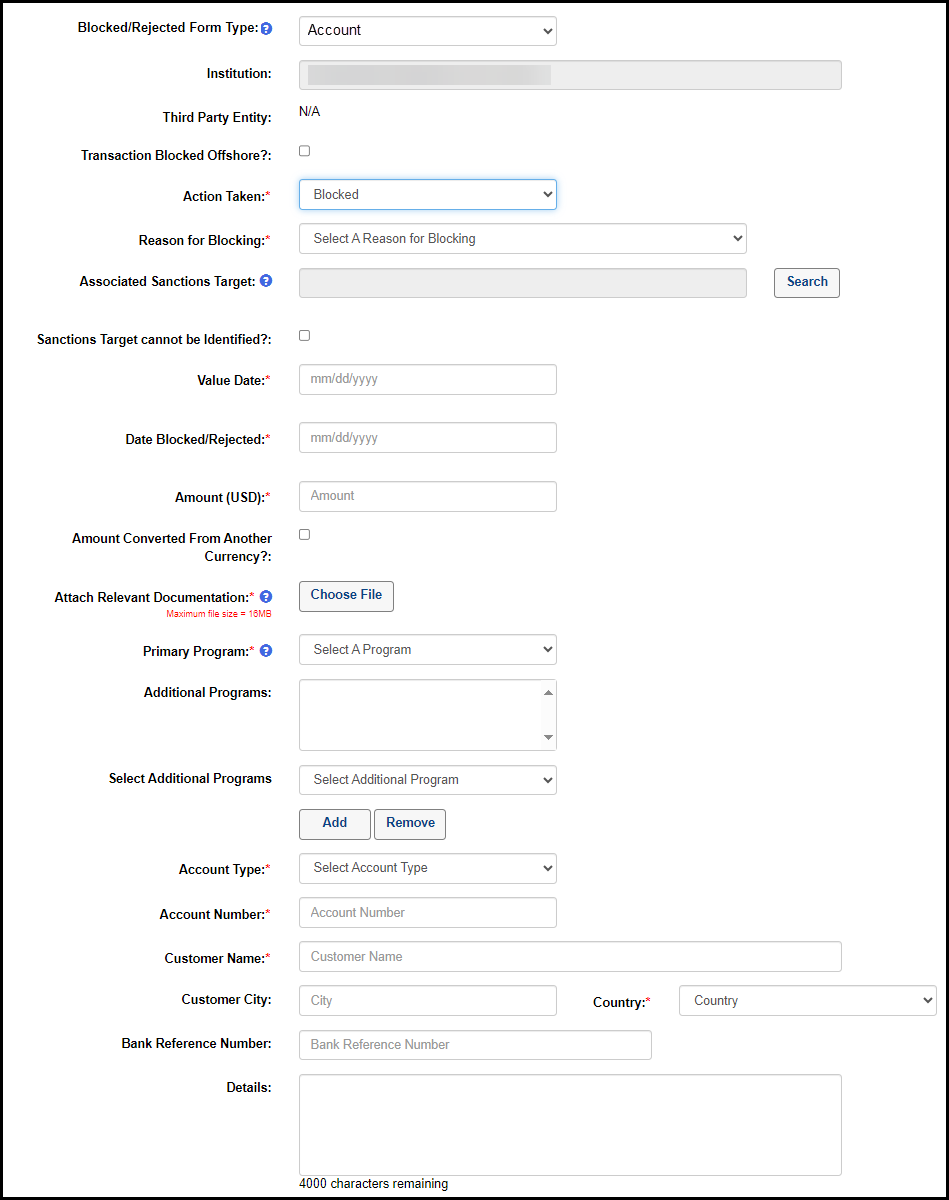 Blocked/Rejected Form Type: ? Account
Institution:
Third Party Entity: N/A
Transaction Blocked Offshore?:
Action Taken:* Blocked
Reason for Blocking:* Select A Reason for Blocking
Associated Sanctions Target: ? Search
Sanctions Target cannot be Identified?:
Value Date:* mm/dd/yyyy
Date Blocked/Rejected:* mm/dd/yyyy
Amount (USD):* Amount
Amount Converted From Another
Currency?:
Attach Relevant Documentation:* ? Choose File
Maximum file size = 16MB
Primary Program:* ? Select A Program
Additional Programs:
Select Additional Programs Select Additional Program
Add Remove
Account Type:* Select Account Type
Account Number:* Account Number
Customer Name:* Customer Name
Customer City: City Country:* Country
Bank Reference Number: Bank Reference Number
Details:
4000 characters remaining